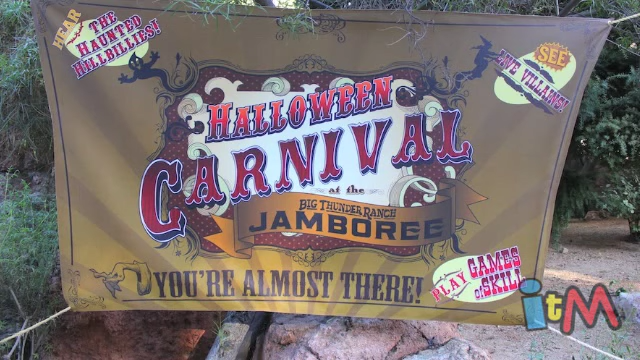 HEAR
THE
HAUNTED
HILLBILLIES!
SEE
LIVE VILLAINS!
HALLOWEEN
CARNIVAL
at the
BIG THUNDER RANCH
JAMBOREE
YOU'RE ALMOST THERE!
PLAY
GAMES
of SKILL
itM